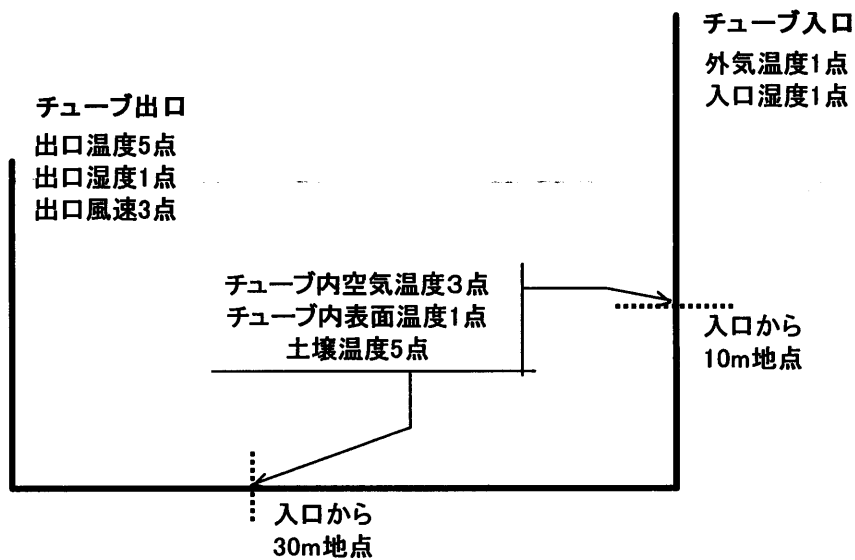 チューブ入口
外気温度1点
入口湿度1点
チューブ出口
出口温度5点
出口湿度1点
出口風速3点
チューブ内空気温度3点
チューブ内表面温度1点
土壌温度5点
入口から
10m地点
入口から
30m地点